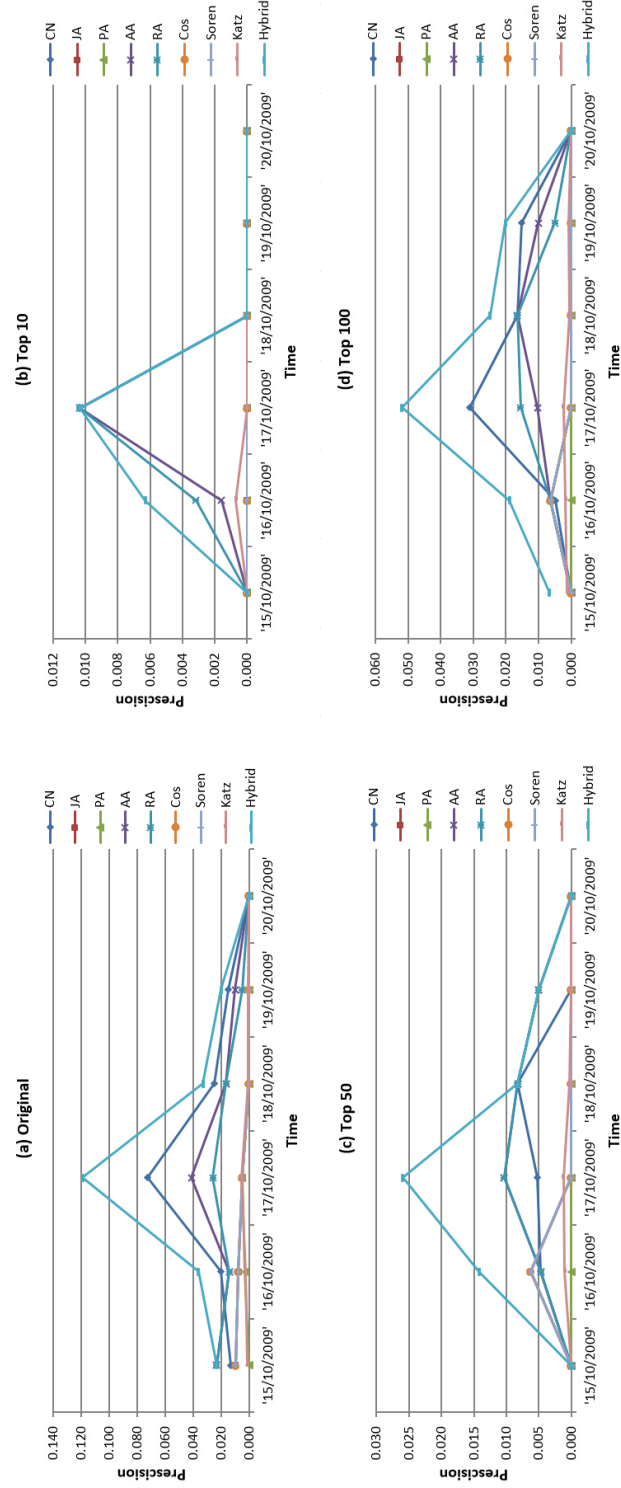 (a) Original
Prescision
0.140
0.120
0.100
0.080
0.060
0.040
0.020
0.000
'15/10/2009'
'16/10/2009'
'17/10/2009'
'18/10/2009'
'19/10/2009'
'20/10/2009'
Time
CN
JA
PA
AA
RA
Cos
Soren
Katz
Hybrid
(b) Top 10
Prescision
0.012
0.010
0.008
0.006
0.004
0.002
0.000
'15/10/2009'
'16/10/2009'
'17/10/2009'
'18/10/2009'
'19/10/2009'
'20/10/2009'
Time
CN
JA
PA
AA
RA
Cos
Soren
Katz
Hybrid
(c) Top 50
Prescision
0.030
0.025
0.020
0.015
0.010
0.005
0.000
'15/10/2009'
'16/10/2009'
'17/10/2009'
'18/10/2009'
'19/10/2009'
'20/10/2009'
Time
CN
JA
PA
AA
RA
Cos
Soren
Katz
Hybrid
(d) Top 100
Prescision
0.060
0.050
0.040
0.030
0.020
0.010
0.000
'15/10/2009'
'16/10/2009'
'17/10/2009'
'18/10/2009'
'19/10/2009'
'20/10/2009'
Time
CN
JA
PA
AA
RA
Cos
Soren
Katz
Hybrid